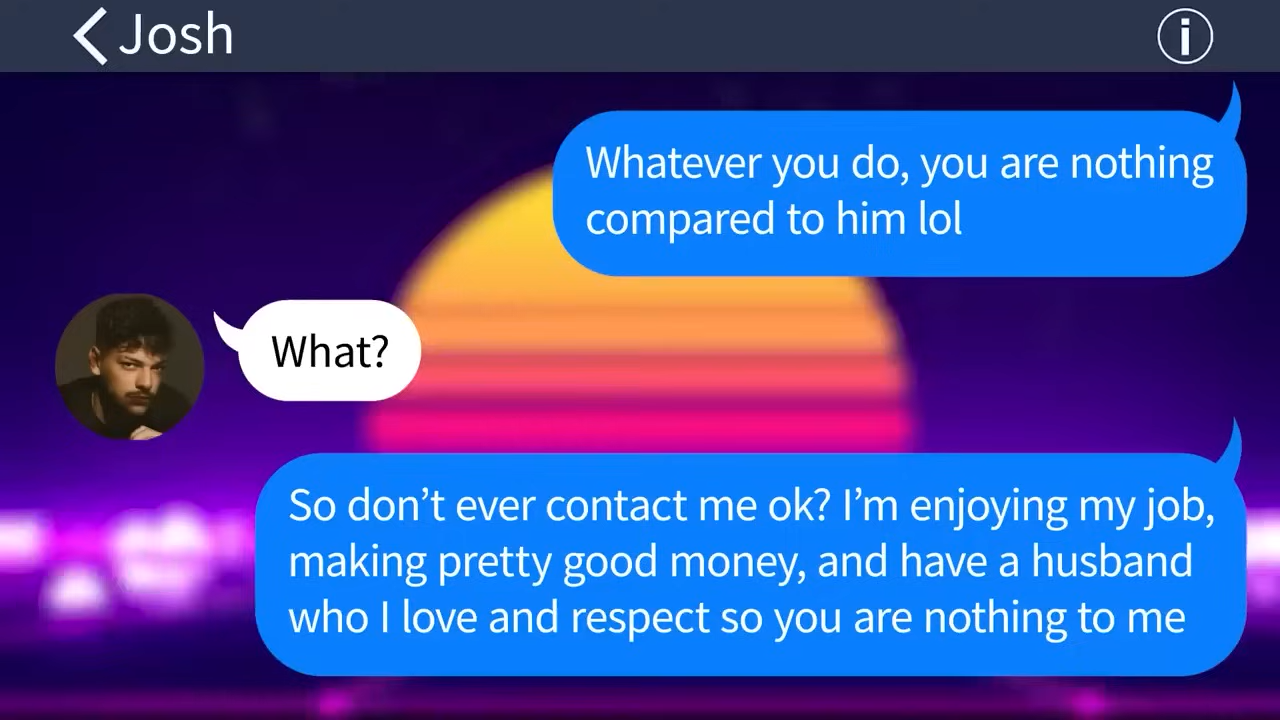 Josh
Whatever you do, you are nothing
compared to him lol
What?
So don’t ever contact me ok? I’m enjoying my job,
making pretty good money, and have a husband
who I love and respect so you are nothing to me